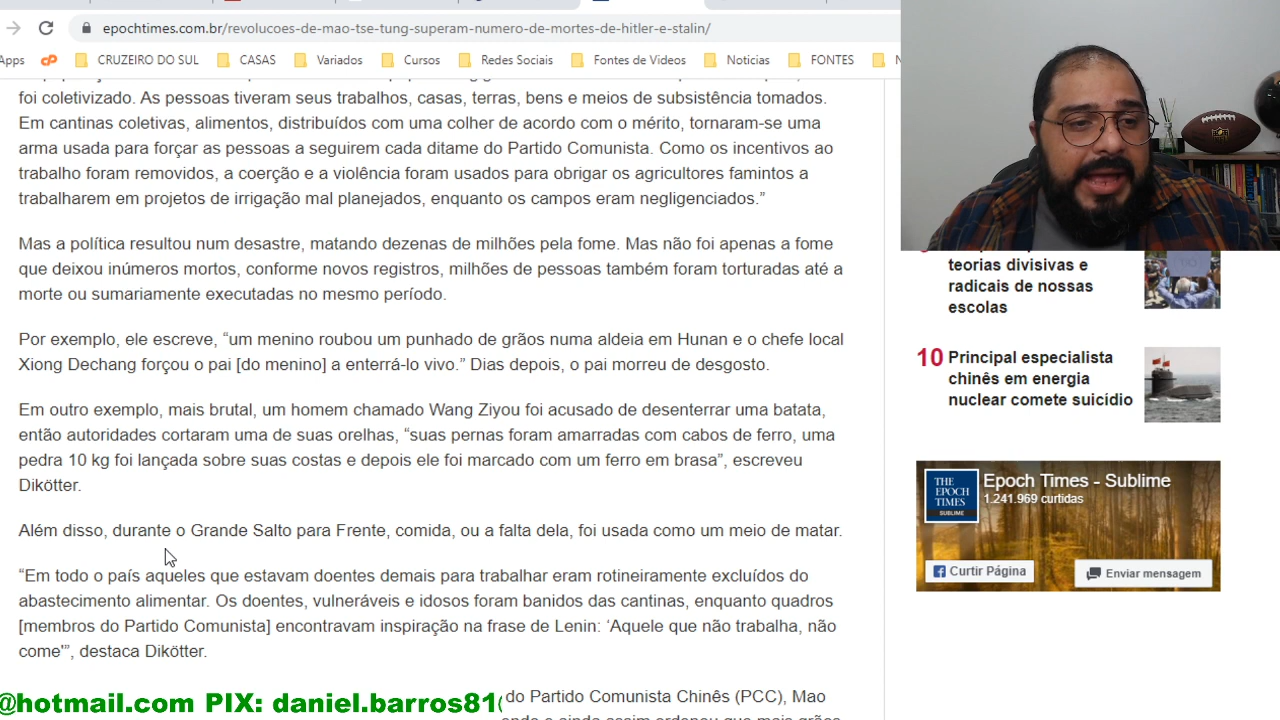 epochtimes.com.br/revolucoes-de-mao-tse-tung-superam-numero-de-mortes-de-hitler-e-stalin/
Apps
CRUZEIRO DO SUL
CASAS
Variados
Cursos
Redes Sociais
Fontes de Videos
Noticias
FONTES
N
foi coletivizado. As pessoas tiveram seus trabalhos, casas, terras, bens e meios de subsistência tomados.
Em cantinas coletivas, alimentos, distribuídos com uma colher de acordo com o mérito, tornaram-se uma
arma usada para forçar as pessoas a seguirem cada ditame do Partido Comunista. Como os incentivos ao
trabalho foram removidos, a coerção e a violência foram usados para obrigar os agricultores famintos a
trabalharem em projetos de irrigação mal planejados, enquanto os campos eram negligenciados.”
Mas a política resultou num desastre, matando dezenas de milhões pela fome. Mas não foi apenas a fome
que deixou inúmeros mortos, conforme novos registros, milhões de pessoas também foram torturadas até a
morte ou sumariamente executadas no mesmo período.
Por exemplo, ele escreve, “um menino roubou um punhado de grãos numa aldeia em Hunan e o chefe local
Xiong Dechang forçou o pai [do menino] a enterrá-lo vivo.” Dias depois, o pai morreu de desgosto.
Em outro exemplo, mais brutal, um homem chamado Wang Ziyou foi acusado de desenterrar uma batata,
então autoridades cortaram uma de suas orelhas, “suas pernas foram amarradas com cabos de ferro, uma
pedra 10 kg foi lançada sobre suas costas e depois ele foi marcado com um ferro em brasa”, escreveu
Dikötter.
Além disso, durante o Grande Salto para Frente, comida, ou a falta dela, foi usada como um meio de matar.
“Em todo o país aqueles que estavam doentes demais para trabalhar eram rotineiramente excluídos do
abastecimento alimentar. Os doentes, vulneráveis e idosos foram banidos das cantinas, enquanto quadros
[membros do Partido Comunista] encontravam inspiração na frase de Lenin: ‘Aquele que não trabalha, não
come'”, destaca Dikötter.
do Partido Comunista Chinês (PCC), Mao
@hotmail.com PIX: daniel.barros81
teorias divisivas e
radicais de nossas
escolas
10 Principal especialista
chinês em energia
nuclear comete suicídio
THE
EPOCH
TIMES
SUBLIME
Epoch Times - Sublime
1.241.969 curtidas
Curtir Página
Enviar mensagem